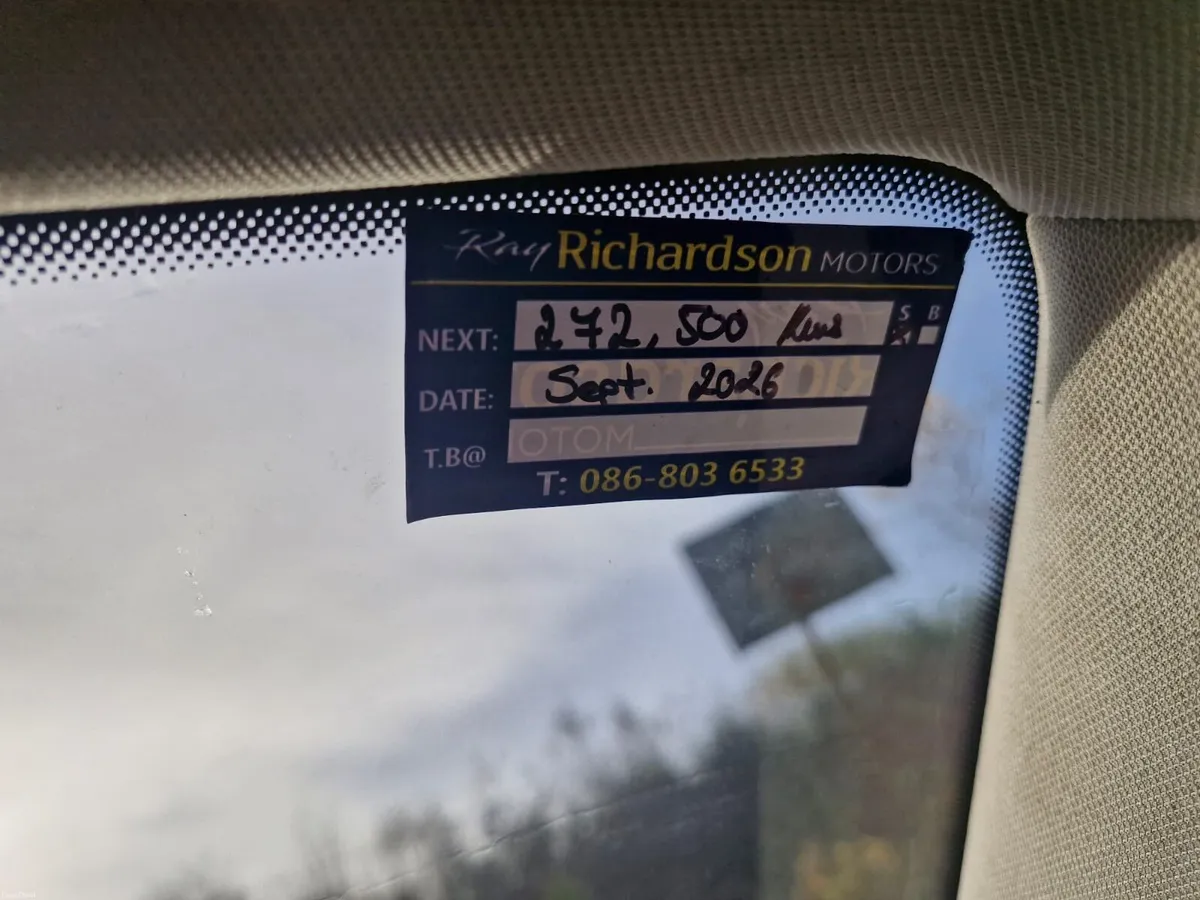 Ray Richardson MOTORS
S B
NEXT: 272,500 Kms
DATE: Sept. 2026
T.B@
T: 086-803 6533